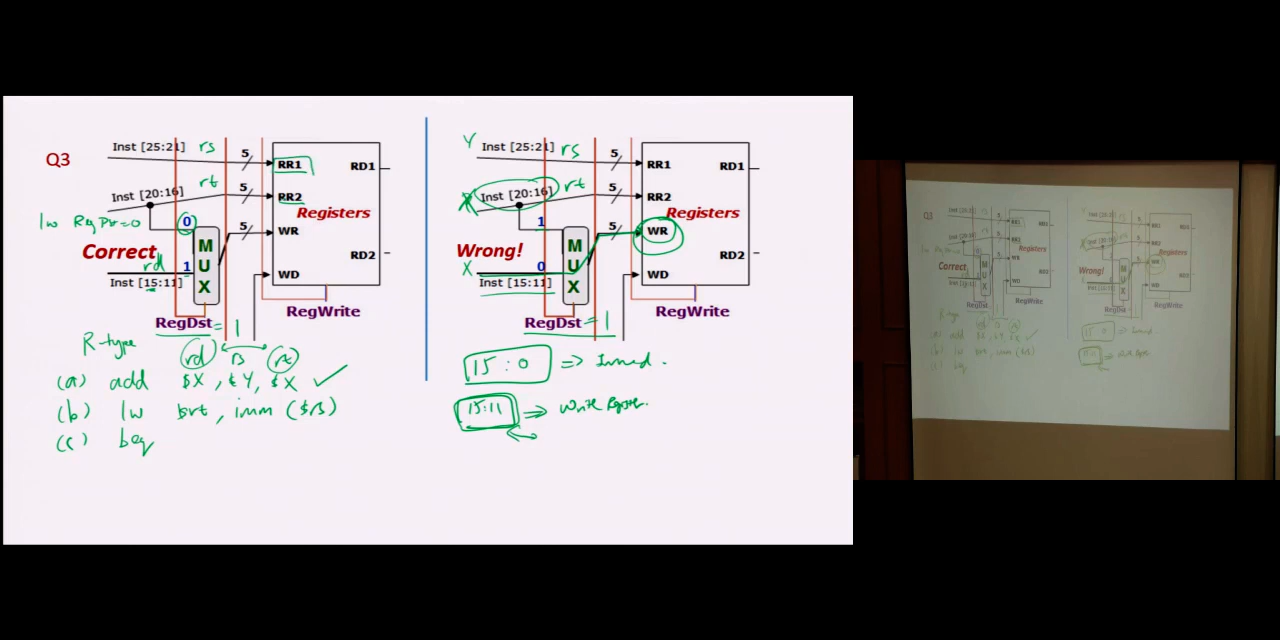 Q3
Inst [25:21] rs
5
RR1
RD1
Inst [20:16] rt
5
RR2
Registers
lw
0
5
WR
Correct
MUX
RD2
rd
1
WD
Inst [15:11]
RegWrite
RegDst = 1
R-type
rd rs rt
(a) add $X, $Y, $X
(b) lw $rt, imm ($rs)
(c) beq
Y
Inst [25:21] rs
5
RR1
RD1
Inst [20:16] rt
5
RR2
Registers
1
5
WR
Wrong!
MUX
RD2
X
0
WD
Inst [15:11]
RegWrite
RegDst = 1
15 : 0 => Immed.
15:11 => Write Register.